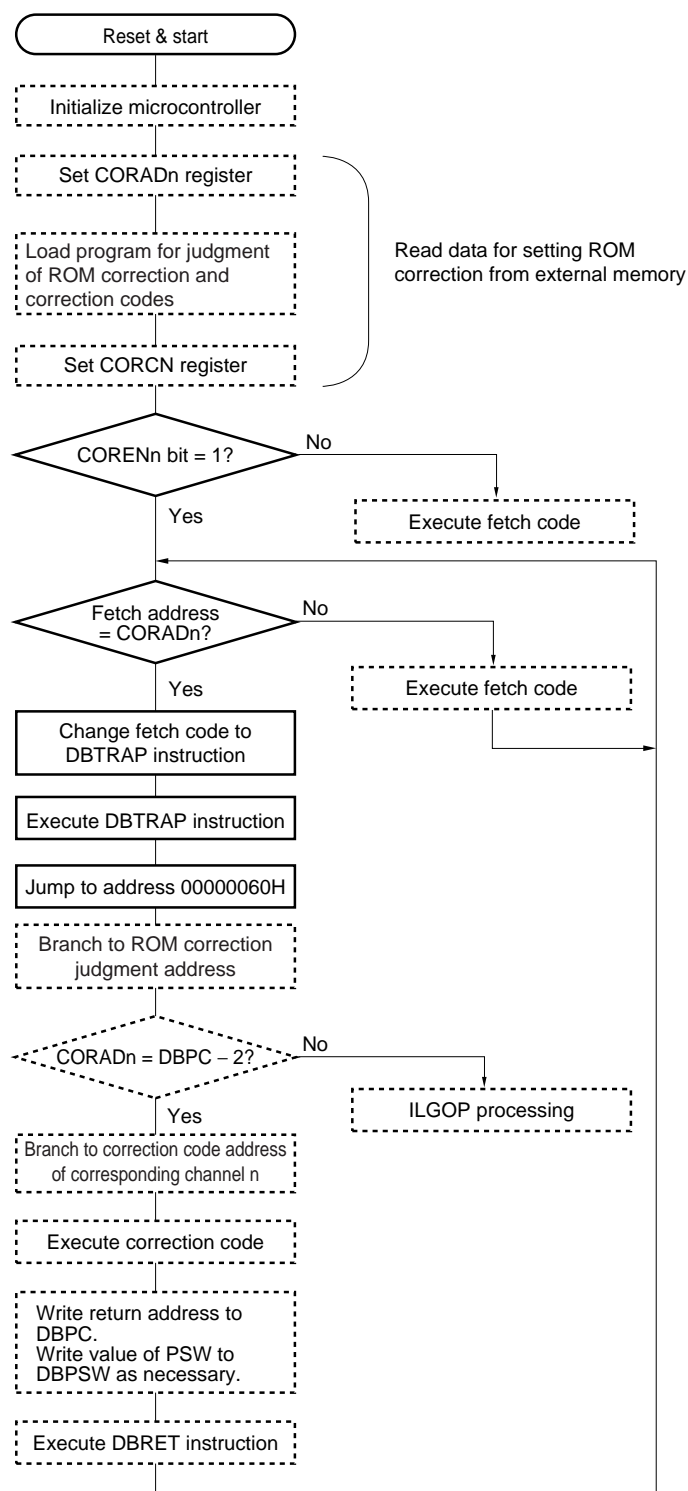 Reset & start
Initialize microcontroller
Set CORADn register
Load program for judgment
of ROM correction and
correction codes
Read data for setting ROM
correction from external memory
Set CORCN register
CORENn bit = 1?
No
Yes
Execute fetch code
Fetch address
= CORADn?
No
Yes
Execute fetch code
Change fetch code to
DBTRAP instruction
Execute DBTRAP instruction
Jump to address 00000060H
Branch to ROM correction
judgment address
CORADn = DBPC − 2?
No
Yes
ILGOP processing
Branch to correction code address
of corresponding channel n
Execute correction code
Write return address to
DBPC.
Write value of PSW to
DBPSW as necessary.
Execute DBRET instruction